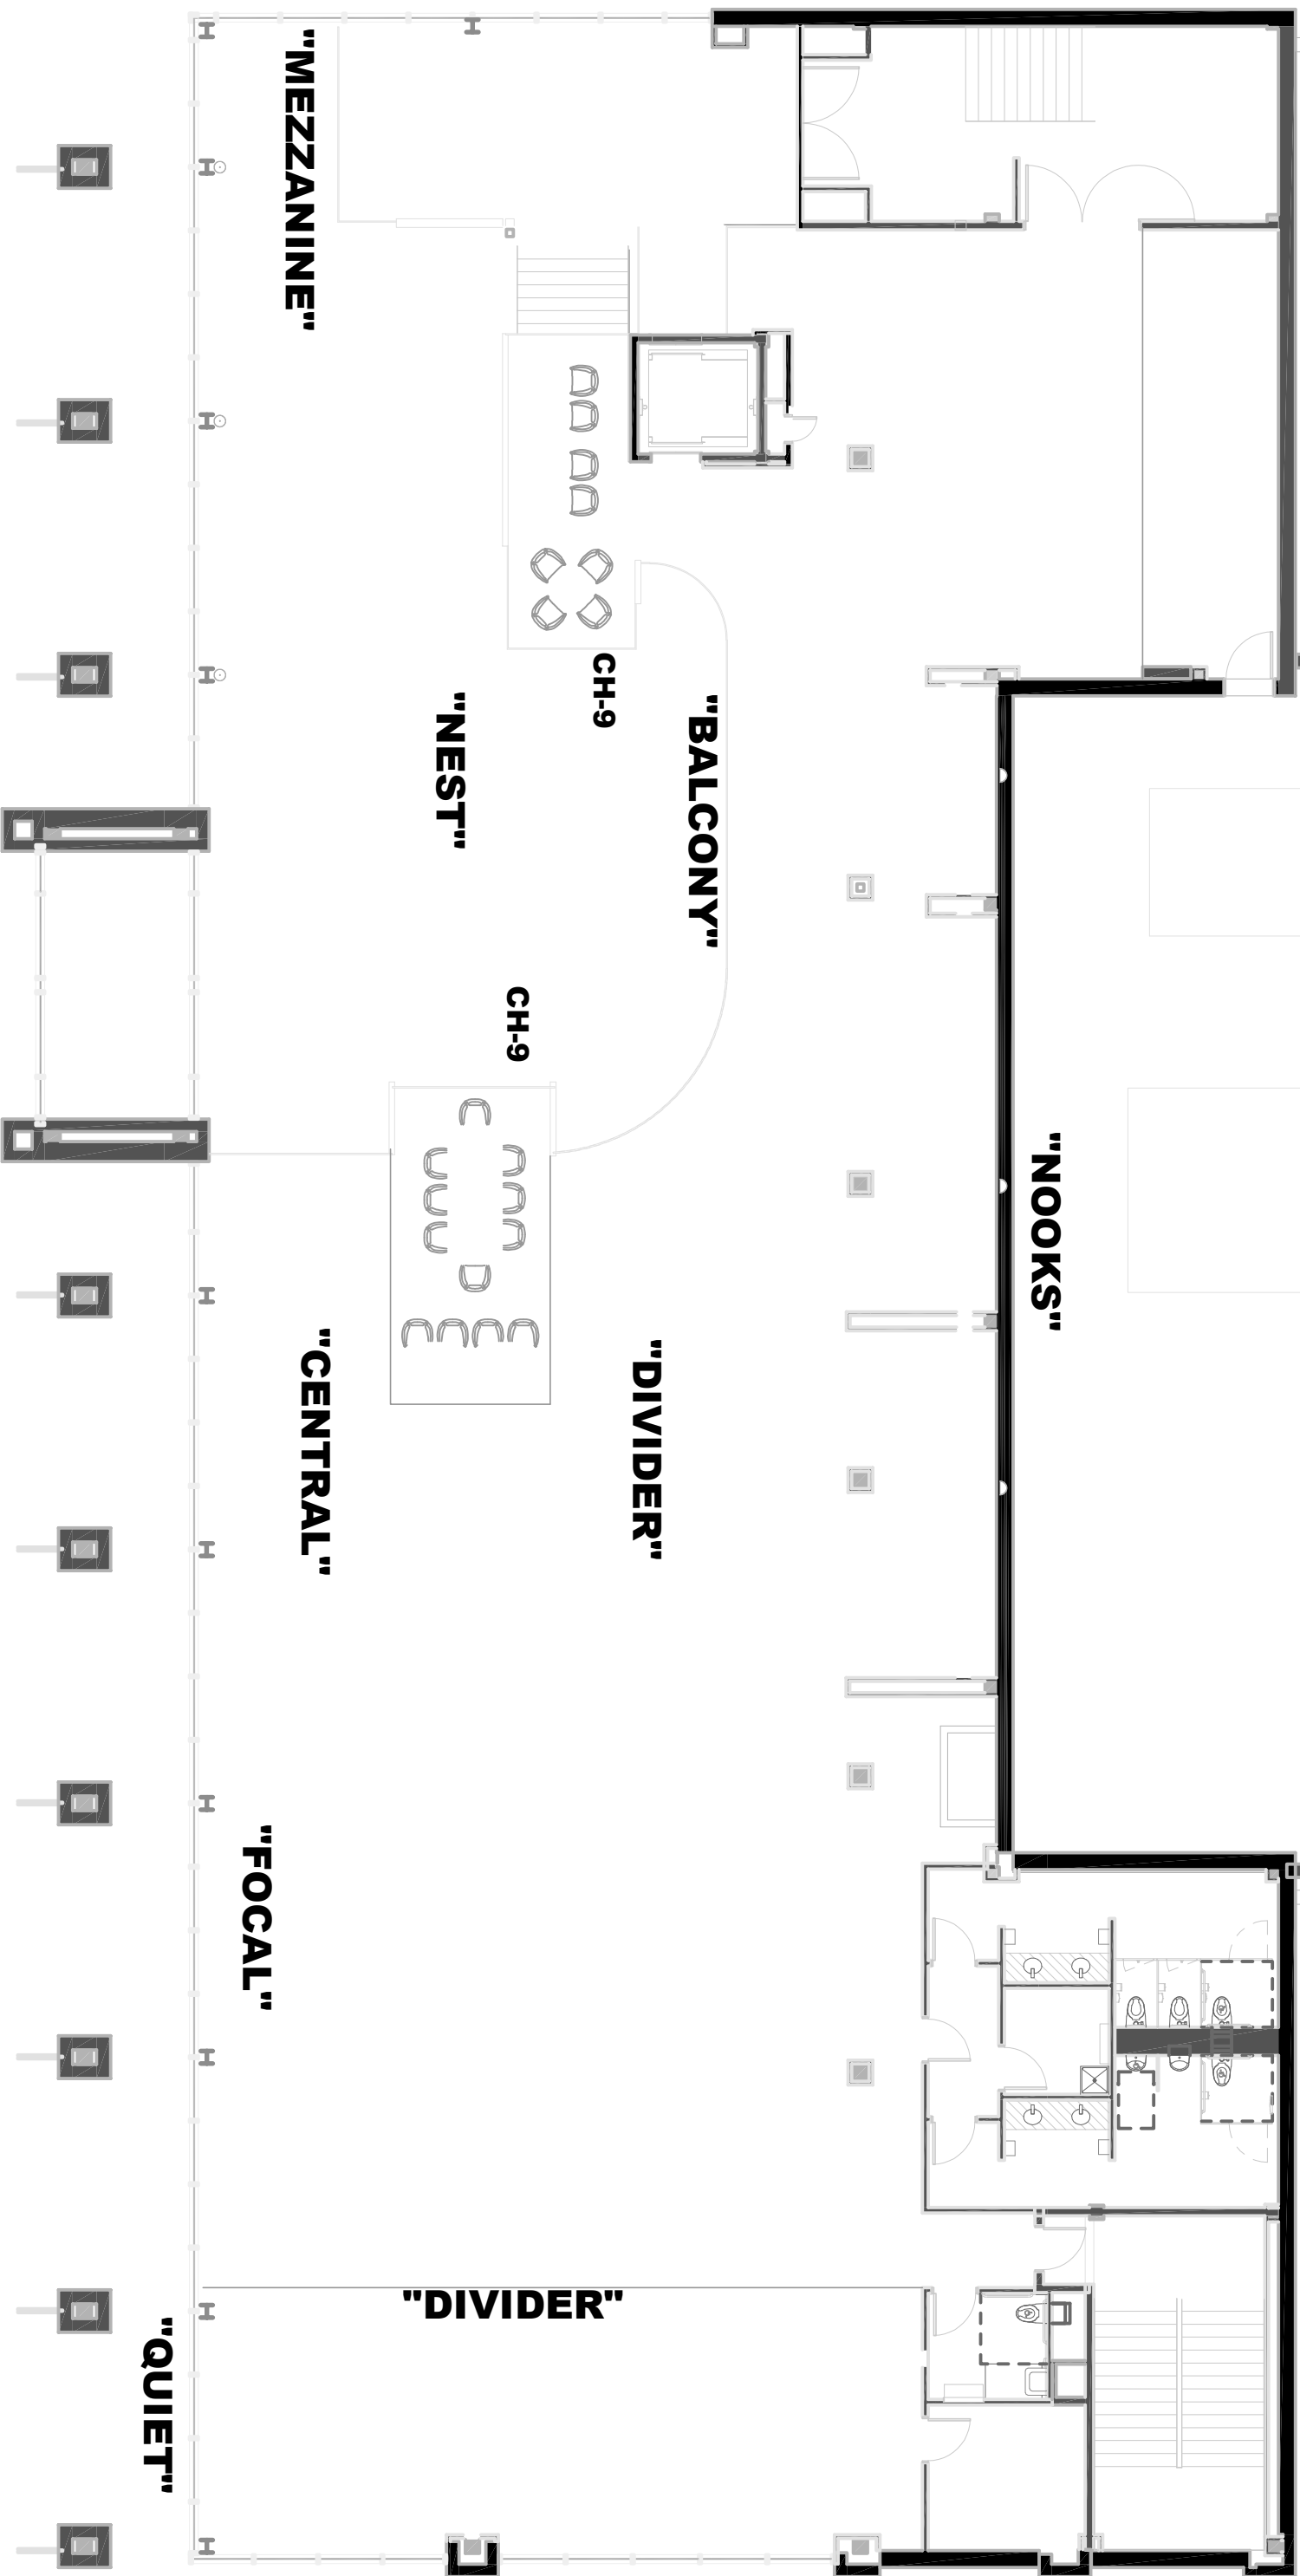 "MEZZANINE"
CH-9
"NEST"
"BALCONY"
CH-9
"NOOKS"
"CENTRAL"
"DIVIDER"
"FOCAL"
"DIVIDER"
"QUIET"